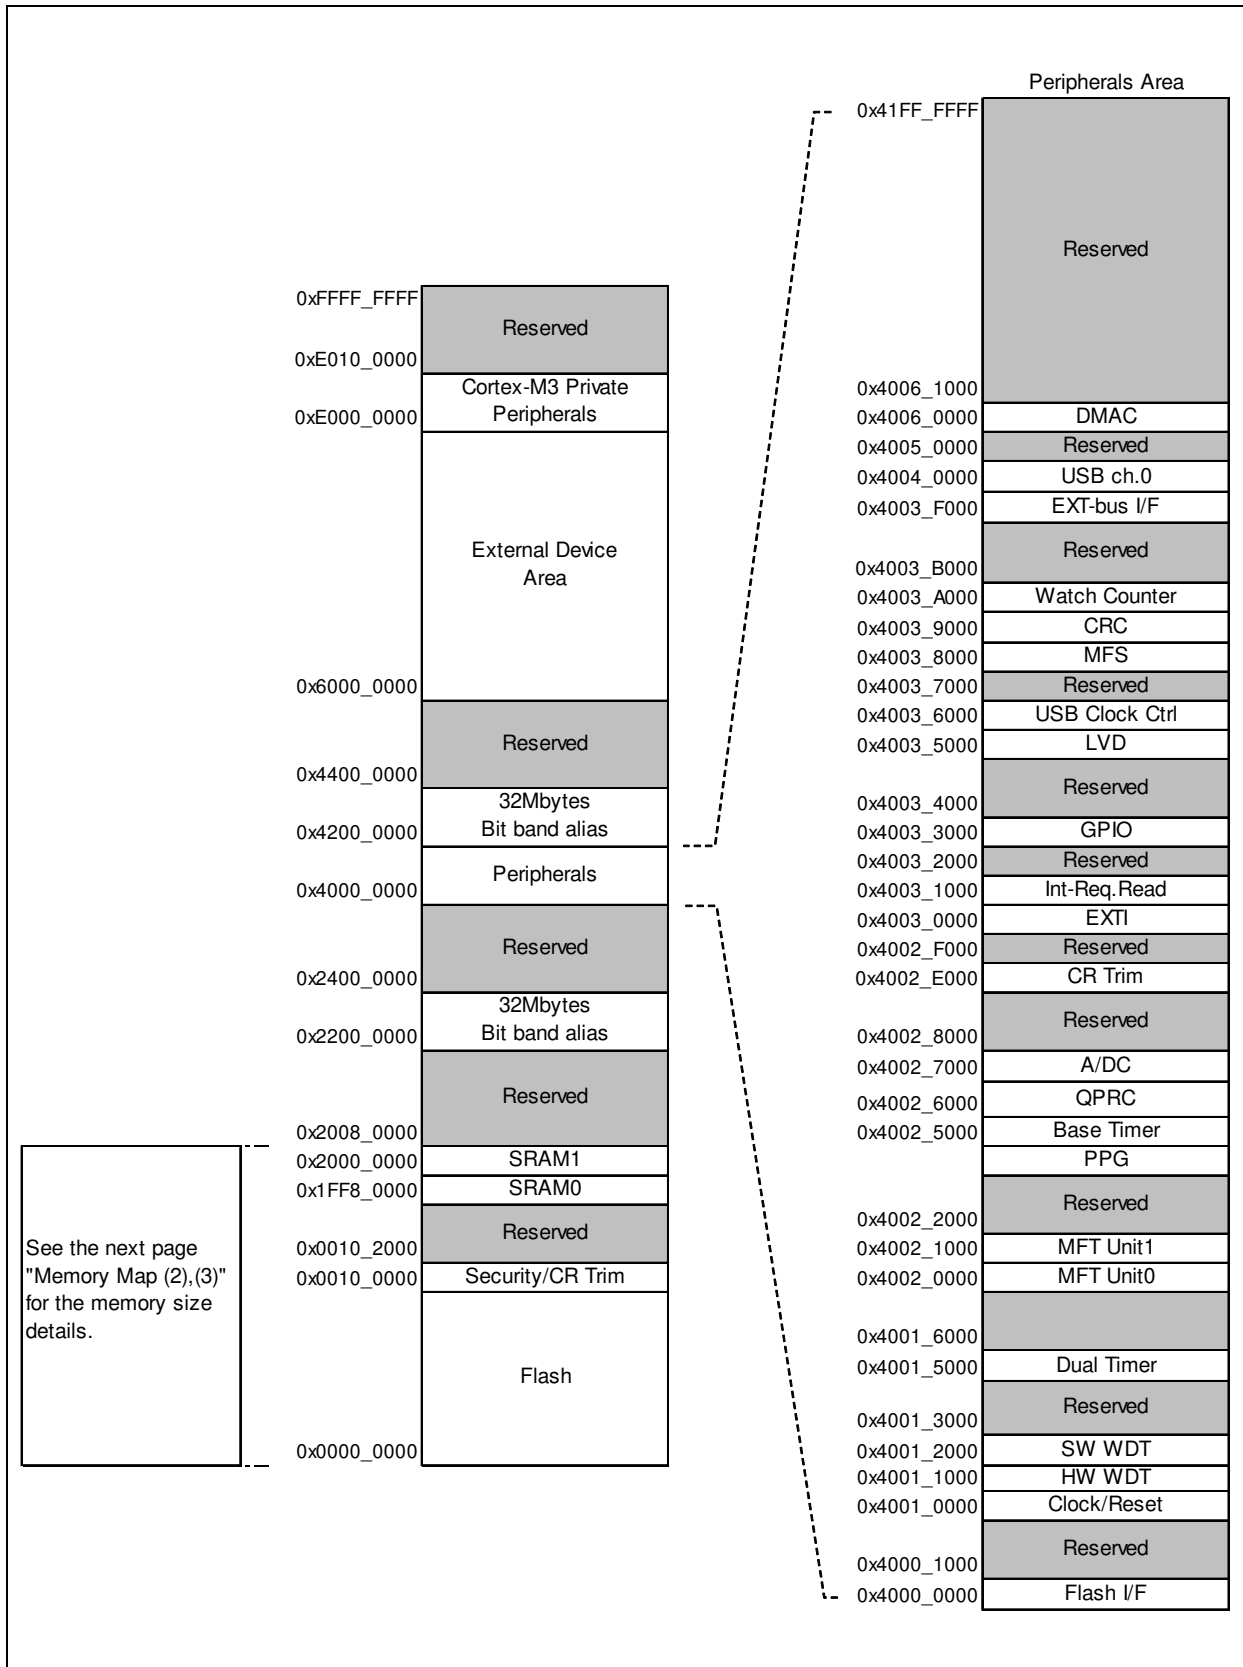 Peripherals Area
0x41FF_FFFF
Reserved
0x4006_1000
0x4006_0000 DMAC
0x4005_0000 Reserved
0x4004_0000 USB ch.0
0x4003_F000 EXT-bus I/F
Reserved
0x4003_B000
0x4003_A000 Watch Counter
0x4003_9000 CRC
0x4003_8000 MFS
0x4003_7000 Reserved
0x4003_6000 USB Clock Ctrl
0x4003_5000 LVD
Reserved
0x4003_4000
0x4003_3000 GPIO
0x4003_2000 Reserved
0x4003_1000 Int-Req.Read
0x4003_0000 EXTI
0x4002_F000 Reserved
0x4002_E000 CR Trim
Reserved
0x4002_8000
0x4002_7000 A/DC
0x4002_6000 QPRC
0x4002_5000 Base Timer
PPG
Reserved
0x4002_2000
0x4002_1000 MFT Unit1
0x4002_0000 MFT Unit0
0x4001_6000
0x4001_5000 Dual Timer
Reserved
0x4001_3000
0x4001_2000 SW WDT
0x4001_1000 HW WDT
0x4001_0000 Clock/Reset
Reserved
0x4000_1000
0x4000_0000 Flash I/F
0xFFFF_FFFF
Reserved
0xE010_0000
Cortex-M3 Private
0xE000_0000 Peripherals
External Device
Area
0x6000_0000
Reserved
0x4400_0000
32Mbytes
0x4200_0000 Bit band alias
Peripherals
0x4000_0000
Reserved
0x2400_0000
32Mbytes
0x2200_0000 Bit band alias
Reserved
0x2008_0000
0x2000_0000 SRAM1
0x1FF8_0000 SRAM0
Reserved
0x0010_2000
0x0010_0000 Security/CR Trim
Flash
0x0000_0000
See the next page
"Memory Map (2),(3)"
for the memory size
details.